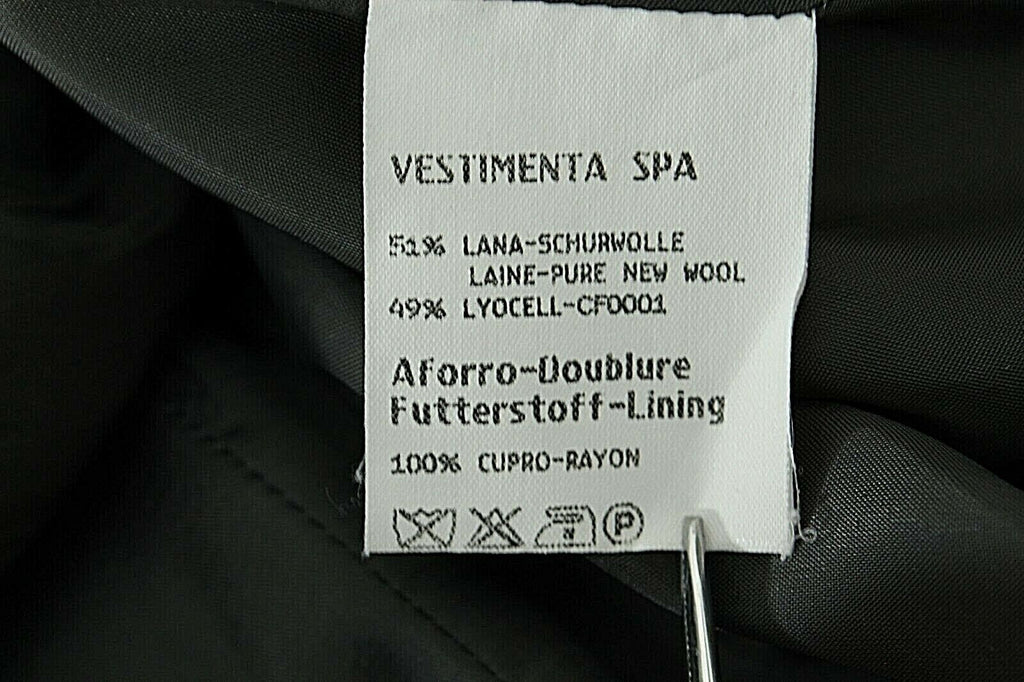 VESTIMENTA SPA
51% LANA-SCHURWOLLE
LAINE-PURE NEW WOOL
49% LYOCELL-CF0001
Aforro-Doublure
Futterstoff-Lining
100% CUPRO-RAYON
P